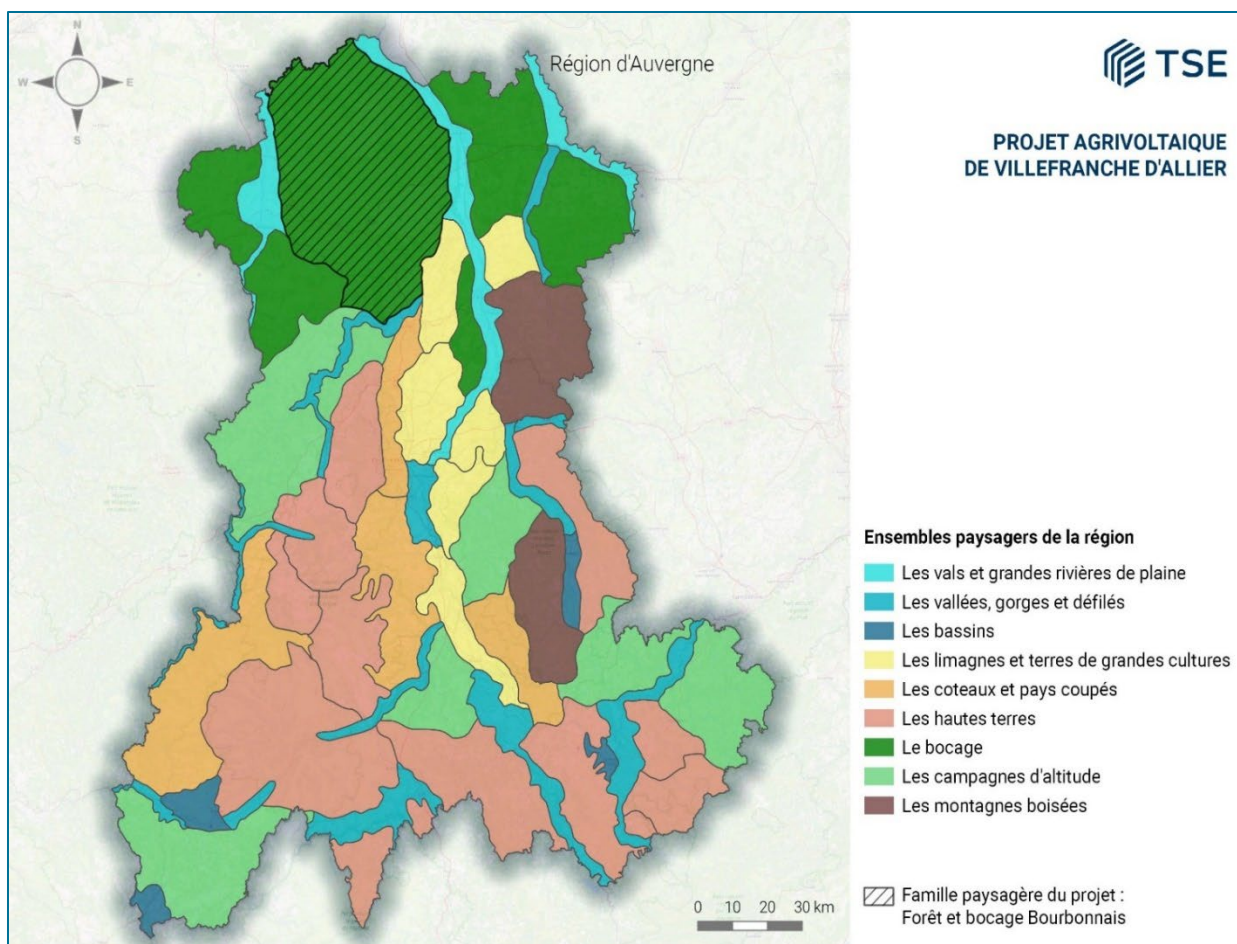 N
W
E
S
Région d'Auvergne
TSE
PROJET AGRIVOLTAIQUE
DE VILLEFRANCHE D'ALLIER
Ensembles paysagers de la région
Les vals et grandes rivières de plaine
Les vallées, gorges et défilés
Les bassins
Les limagnes et terres de grandes cultures
Les coteaux et pays coupés
Les hautes terres
Le bocage
Les campagnes d'altitude
Les montagnes boisées
0 10 20 30 km
Famille paysagère du projet :
Forêt et bocage Bourbonnais